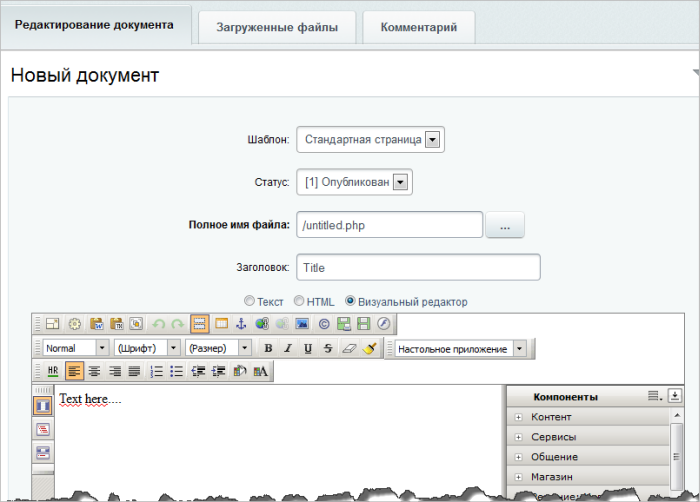 Редактирование документа Загруженные файлы Комментарий
Новый документ
Шаблон: Стандартная страница
Статус: [1] Опубликован
Полное имя файла: /untitled.php ...
Заголовок: Title
Текст HTML Визуальный редактор
Normal (Шрифт) (Размер) B I U S Настольное приложение
HR
Text here....
Компоненты
Контент
Сервисы
Общение
Магазин